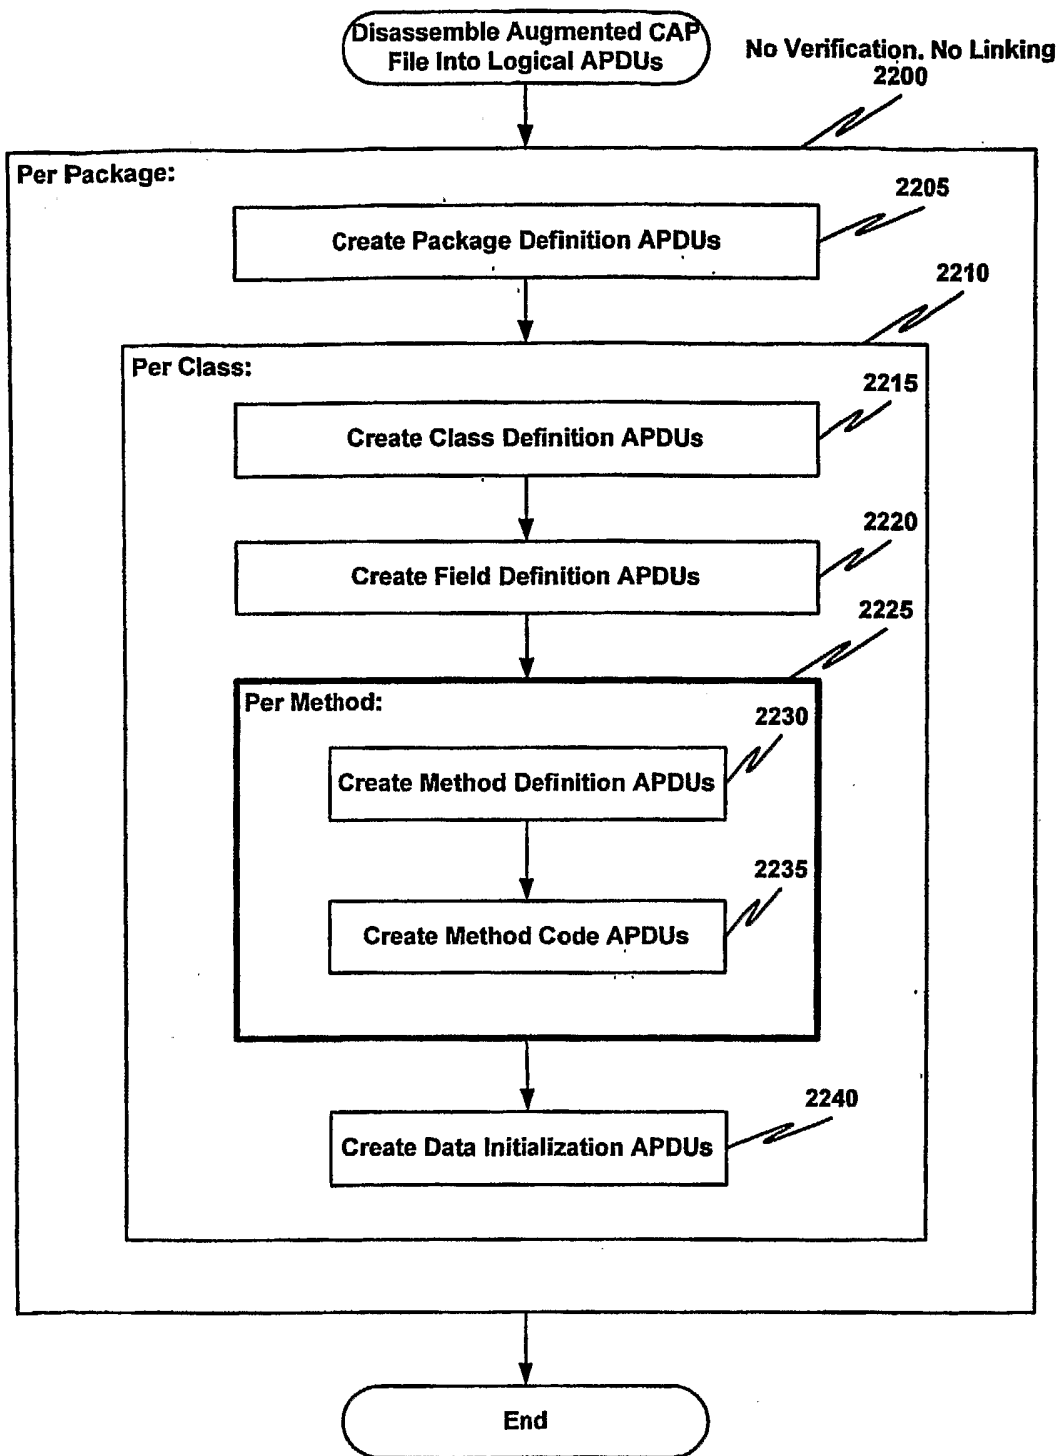 Disassemble Augmented CAP
File Into Logical APDUs
No Verification. No Linking
2200
Per Package:
2205
Create Package Definition APDUs
2210
Per Class:
2215
Create Class Definition APDUs
2220
Create Field Definition APDUs
2225
Per Method:
2230
Create Method Definition APDUs
2235
Create Method Code APDUs
2240
Create Data Initialization APDUs
End